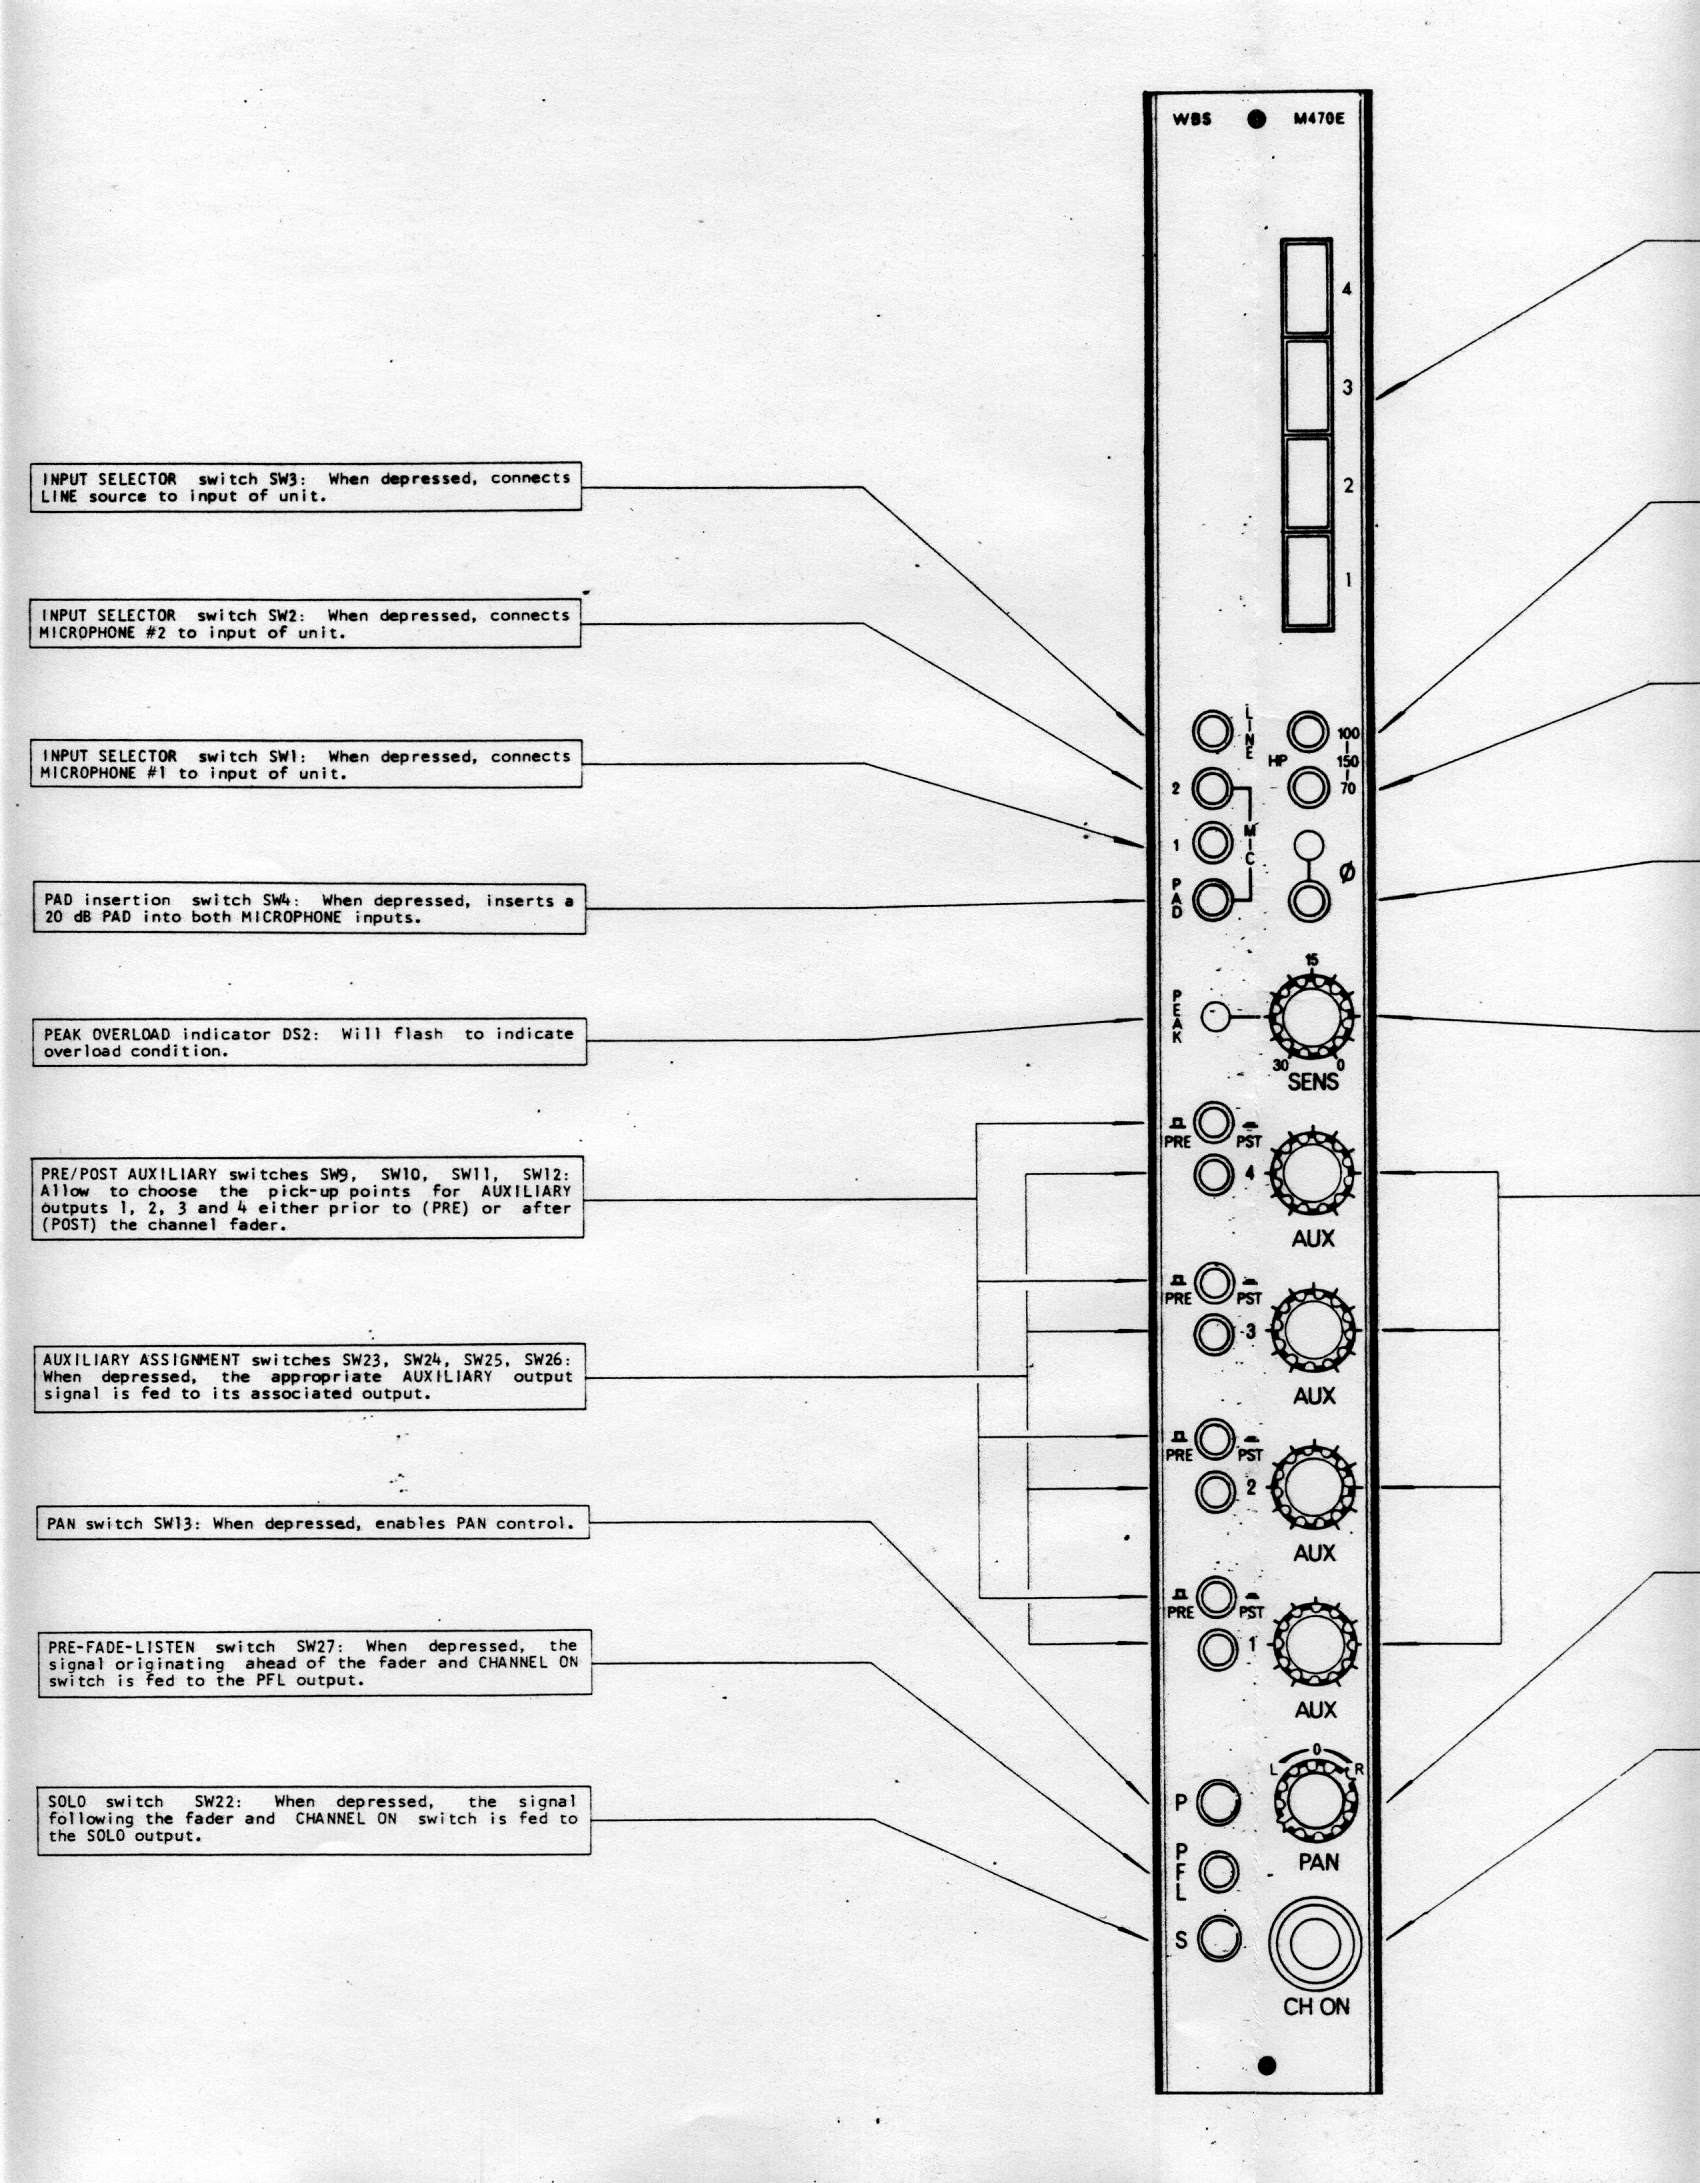 WBS M470E
4
3
2
1
INPUT SELECTOR switch SW3: When depressed, connects
LINE source to input of unit.
INPUT SELECTOR switch SW2: When depressed, connects
MICROPHONE #2 to input of unit.
INPUT SELECTOR switch SW1: When depressed, connects
MICROPHONE #1 to input of unit.
PAD insertion switch SW4: When depressed, inserts a
20 dB PAD into both MICROPHONE inputs.
PEAK OVERLOAD indicator DS2: Will flash to indicate
overload condition.
PRE/POST AUXILIARY switches SW9, SW10, SW11, SW12:
Allow to choose the pick-up points for AUXILIARY
outputs 1, 2, 3 and 4 either prior to (PRE) or after
(POST) the channel fader.
AUXILIARY ASSIGNMENT switches SW23, SW24, SW25, SW26:
When depressed, the appropriate AUXILIARY output
signal is fed to its associated output.
PAN switch SW13: When depressed, enables PAN control.
PRE-FADE-LISTEN switch SW27: When depressed, the
signal originating ahead of the fader and CHANNEL ON
switch is fed to the PFL output.
SOLO switch SW22: When depressed, the signal
following the fader and CHANNEL ON switch is fed to
the SOLO output.
LINE
100
HP 150
2 70
1 MIC
Ø
PAD
15
PEAK
30 0
SENS
PRE PST
4
AUX
PRE PST
3
AUX
PRE PST
2
AUX
PRE PST
1
AUX
L 0 R
P
PAN
PFL
S
CH ON